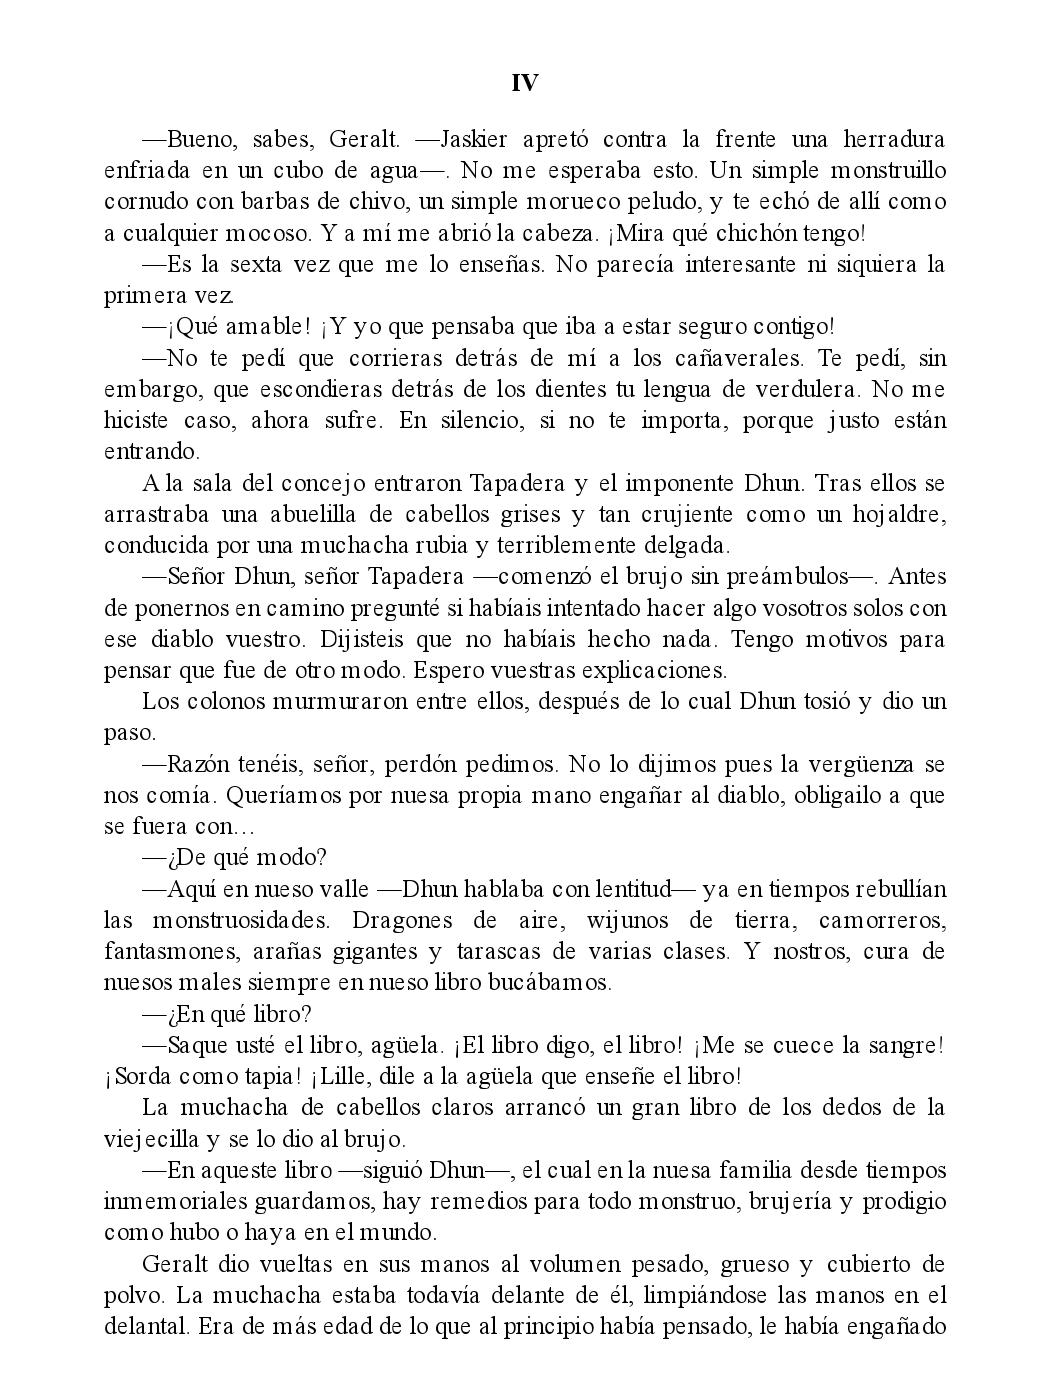 IV
—Bueno, sabes, Geralt. —Jaskier apretó contra la frente una herradura
enfriada en un cubo de agua—. No me esperaba esto. Un simple monstruillo
cornudo con barbas de chivo, un simple morueco peludo, y te echó de allí como
a cualquier mocoso. Y a mí me abrió la cabeza. ¡Mira qué chichón tengo!
—Es la sexta vez que me lo enseñas. No parecía interesante ni siquiera la
primera vez.
—¡Qué amable! ¡Y yo que pensaba que iba a estar seguro contigo!
—No te pedí que corrieras detrás de mí a los cañaverales. Te pedí, sin
embargo, que escondieras detrás de los dientes tu lengua de verdulera. No me
hiciste caso, ahora sufre. En silencio, si no te importa, porque justo están
entrando.
A la sala del concejo entraron Tapadera y el imponente Dhun. Tras ellos se
arrastraba una abuelilla de cabellos grises y tan crujiente como un hojaldre,
conducida por una muchacha rubia y terriblemente delgada.
—Señor Dhun, señor Tapadera —comenzó el brujo sin preámbulos—. Antes
de ponernos en camino pregunté si habíais intentado hacer algo vosotros solos con
ese diablo vuestro. Dijisteis que no habíais hecho nada. Tengo motivos para
pensar que fue de otro modo. Espero vuestras explicaciones.
Los colonos murmuraron entre ellos, después de lo cual Dhun tosió y dio un
paso.
—Razón tenéis, señor, perdón pedimos. No lo dijimos pues la vergüenza se
nos comía. Queríamos por nuesa propia mano engañar al diablo, obligailo a que
se fuera con…
—¿De qué modo?
—Aquí en nueso valle —Dhun hablaba con lentitud— ya en tiempos rebullían
las monstruosidades. Dragones de aire, wijunos de tierra, camorreros,
fantasmones, arañas gigantes y tarascas de varias clases. Y nostros, cura de
nuesos males siempre en nueso libro bucábamos.
—¿En qué libro?
—Saque usté el libro, agüela. ¡El libro digo, el libro! ¡Me se cuece la sangre!
¡Sorda como tapia! ¡Lille, dile a la agüela que enseñe el libro!
La muchacha de cabellos claros arrancó un gran libro de los dedos de la
viejecilla y se lo dio al brujo.
—En aqueste libro —siguió Dhun—, el cual en la nuesa familia desde tiempos
inmemoriales guardamos, hay remedios para todo monstruo, brujería y prodigio
como hubo o haya en el mundo.
Geralt dio vueltas en sus manos al volumen pesado, grueso y cubierto de
polvo. La muchacha estaba todavía delante de él, limpiándose las manos en el
delantal. Era de más edad de lo que al principio había pensado, le había engañado